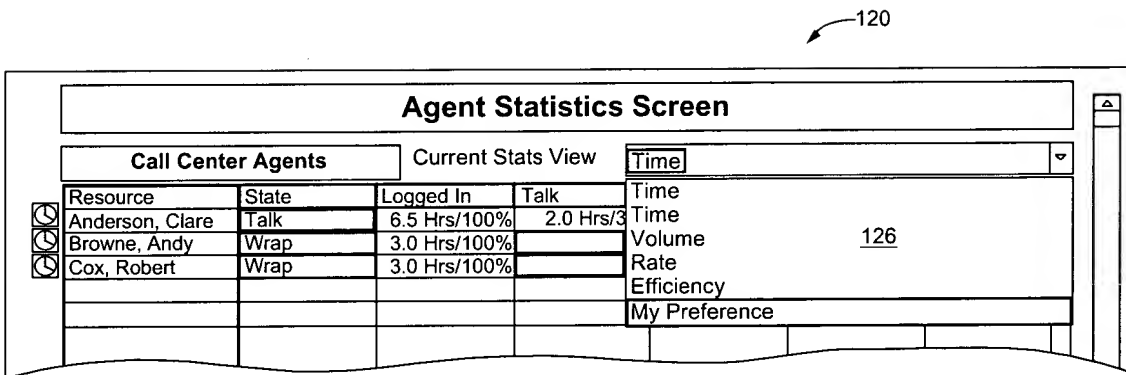 120
Agent Statistics Screen
Call Center Agents Current Stats View Time
Resource State Logged In Talk Time
Anderson, Clare Talk 6.5 Hrs/100% 2.0 Hrs/3 Time
Browne, Andy Wrap 3.0 Hrs/100% Volume 126
Cox, Robert Wrap 3.0 Hrs/100% Rate
Efficiency
My Preference